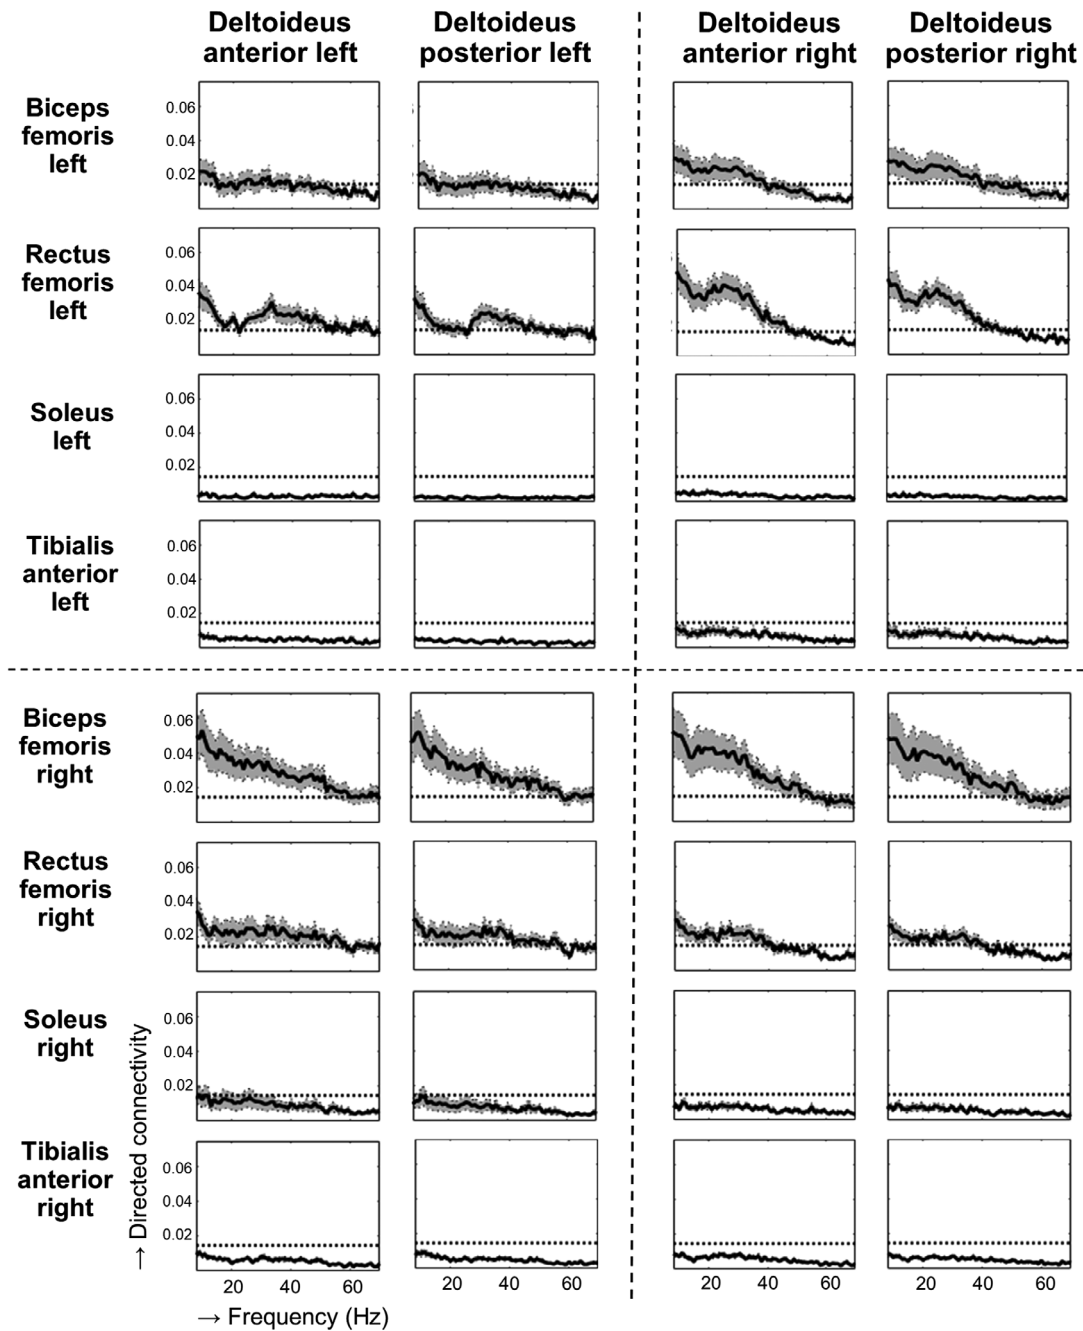 Deltoideus
anterior left
Deltoideus
posterior left
Deltoideus
anterior right
Deltoideus
posterior right
Biceps
femoris
left
0.06
0.04
0.02
Rectus
femoris
left
0.06
0.04
0.02
Soleus
left
0.06
0.04
0.02
Tibialis
anterior
left
0.06
0.04
0.02
Biceps
femoris
right
0.06
0.04
0.02
Rectus
femoris
right
0.06
0.04
0.02
Soleus
right
0.06
0.04
0.02
Tibialis
anterior
right
0.06
0.04
0.02
→ Directed connectivity
20 40 60
20 40 60
20 40 60
20 40 60
→ Frequency (Hz)